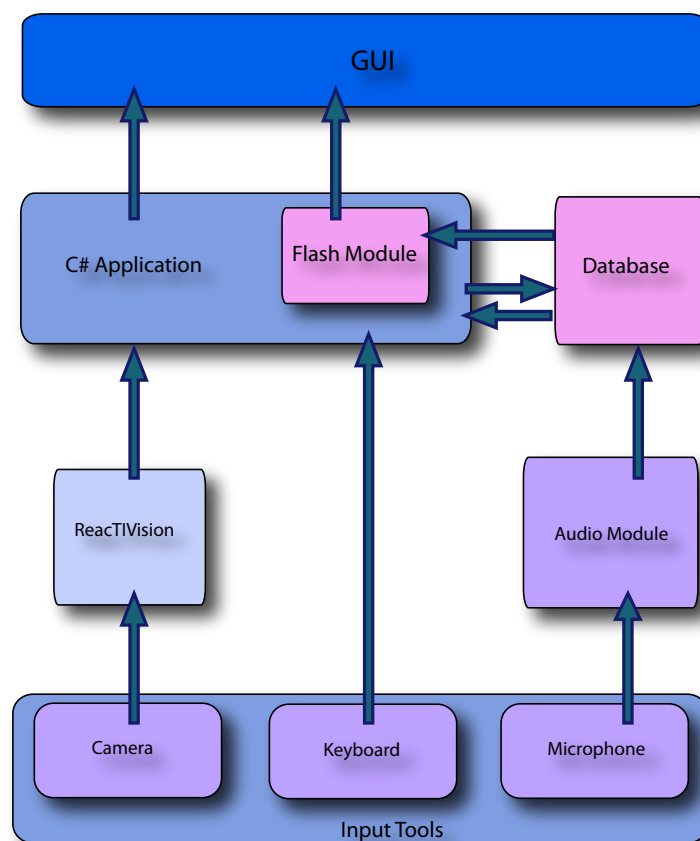 GUI
C# Application
Flash Module
Database
ReacTIVision
Audio Module
Camera
Keyboard
Microphone
Input Tools